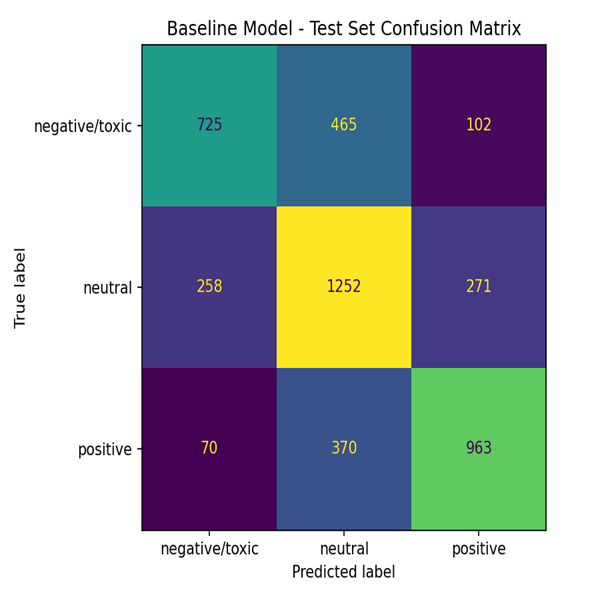 Baseline Model - Test Set Confusion Matrix
negative/toxic 725 465 102
neutral 258 1252 271
positive 70 370 963
True label
negative/toxic neutral positive
Predicted label